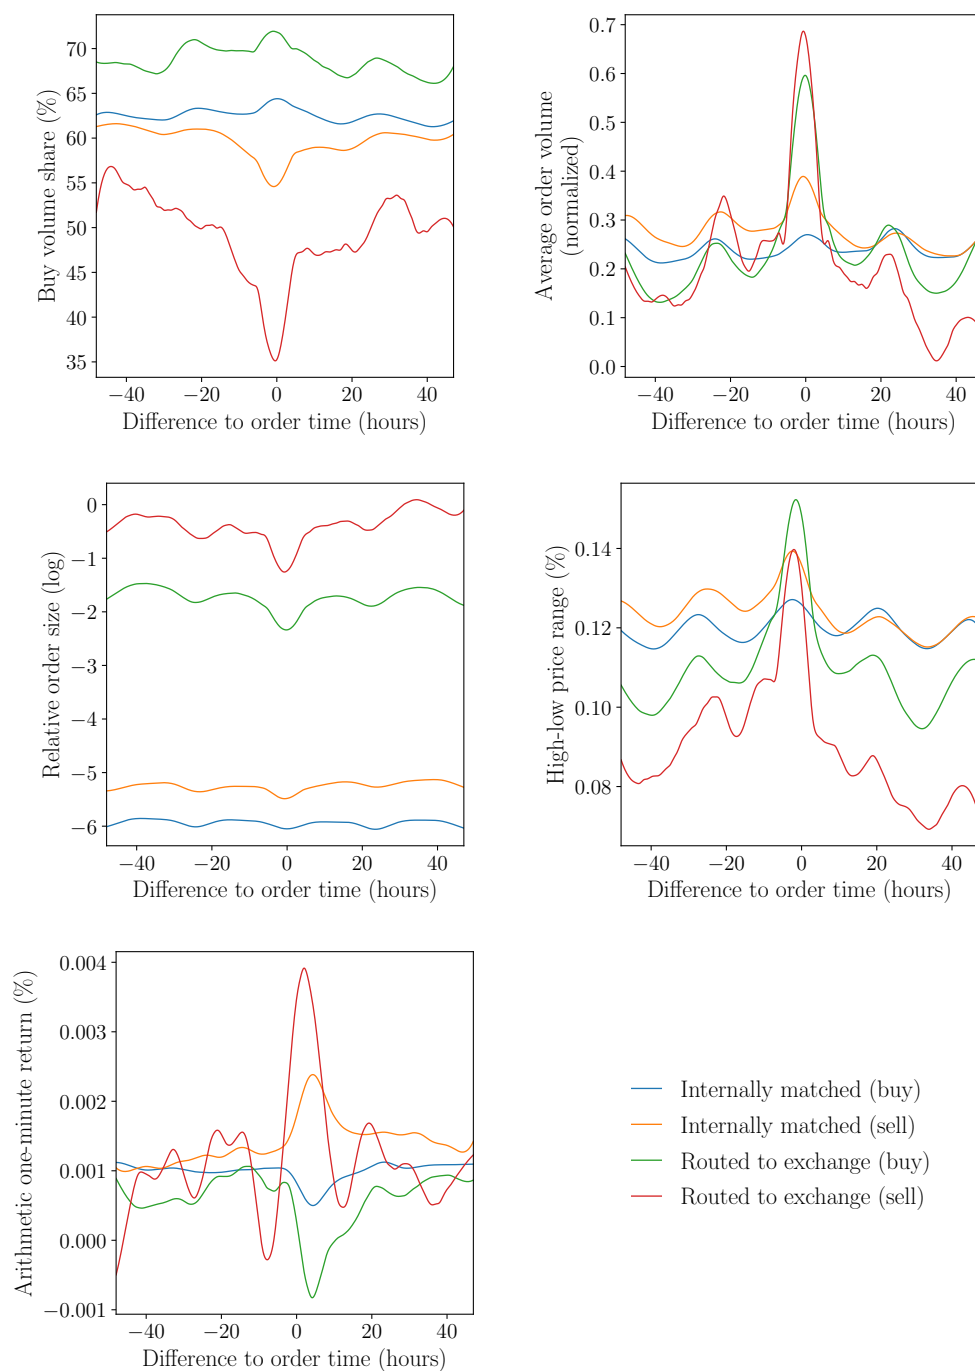 70
65
60
55
50
45
40
35
−40 −20 0 20 40
Difference to order time (hours)
Buy volume share (%)
0.7
0.6
0.5
0.4
0.3
0.2
0.1
0.0
−40 −20 0 20 40
Difference to order time (hours)
Average order volume
(normalized)
0
−1
−2
−3
−4
−5
−6
−40 −20 0 20 40
Difference to order time (hours)
Relative order size (log)
0.14
0.12
0.10
0.08
−40 −20 0 20 40
Difference to order time (hours)
High-low price range (%)
0.004
0.003
0.002
0.001
0.000
−0.001
−40 −20 0 20 40
Difference to order time (hours)
Arithmetic one-minute return (%)
Internally matched (buy)
Internally matched (sell)
Routed to exchange (buy)
Routed to exchange (sell)